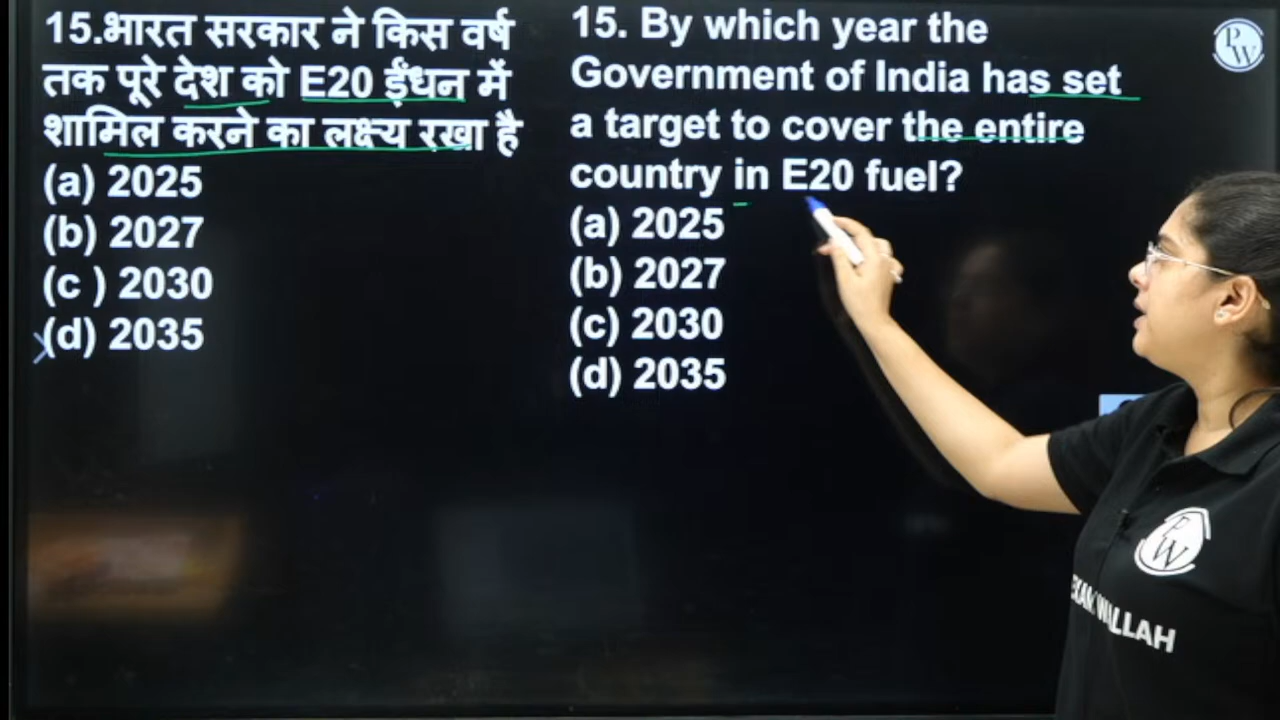 15.भारत सरकार ने किस वर्ष
तक पूरे देश को E20 ईंधन में
शामिल करने का लक्ष्य रखा है
(a) 2025
(b) 2027
(c ) 2030
(d) 2035
15. By which year the
Government of India has set
a target to cover the entire
country in E20 fuel?
(a) 2025
(b) 2027
(c) 2030
(d) 2035
PW
PW
WALLAH